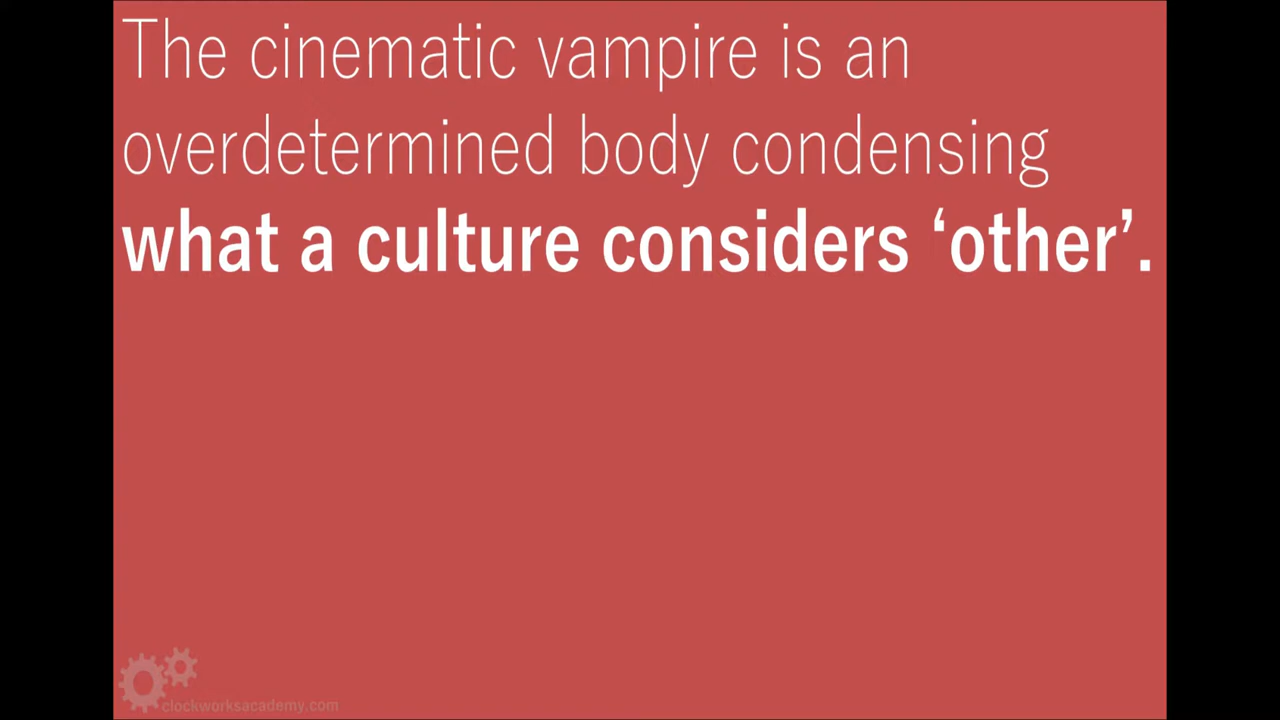 The cinematic vampire is an
overdetermined body condensing
what a culture considers ‘other’.
clockworksacademy.com